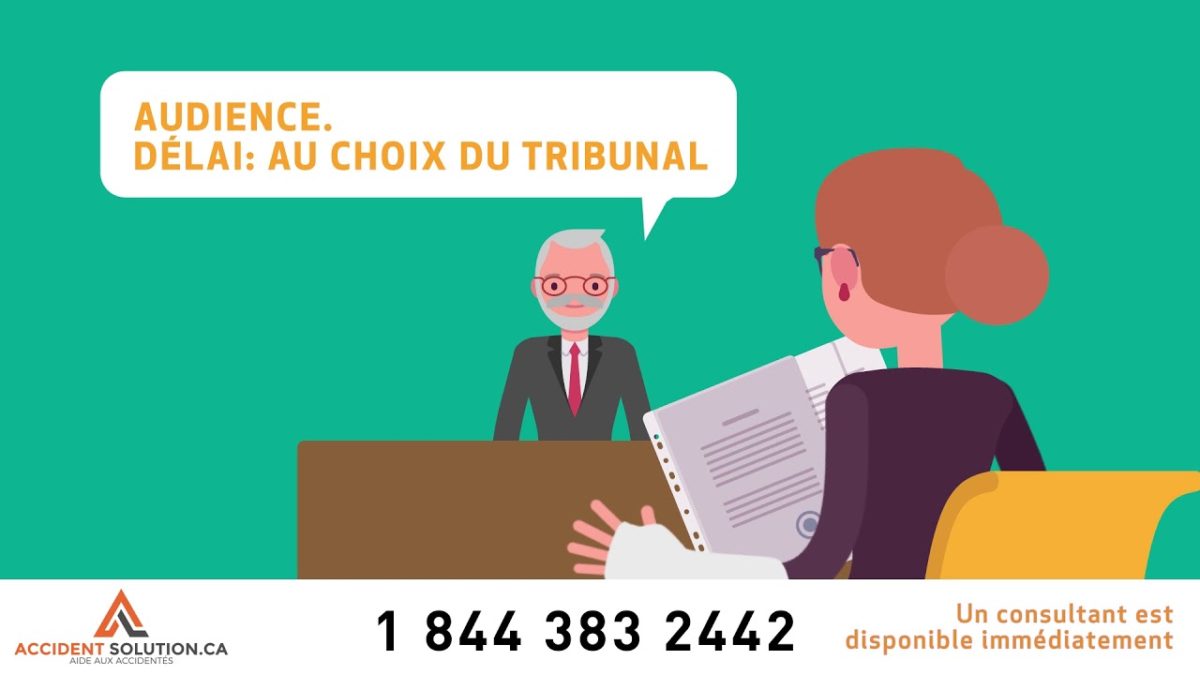 AUDIENCE.
DÉLAI: AU CHOIX DU TRIBUNAL
ACCIDENT SOLUTION.CA
AIDE AUX ACCIDENTÉS
1 844 383 2442
Un consultant est
disponible immédiatement